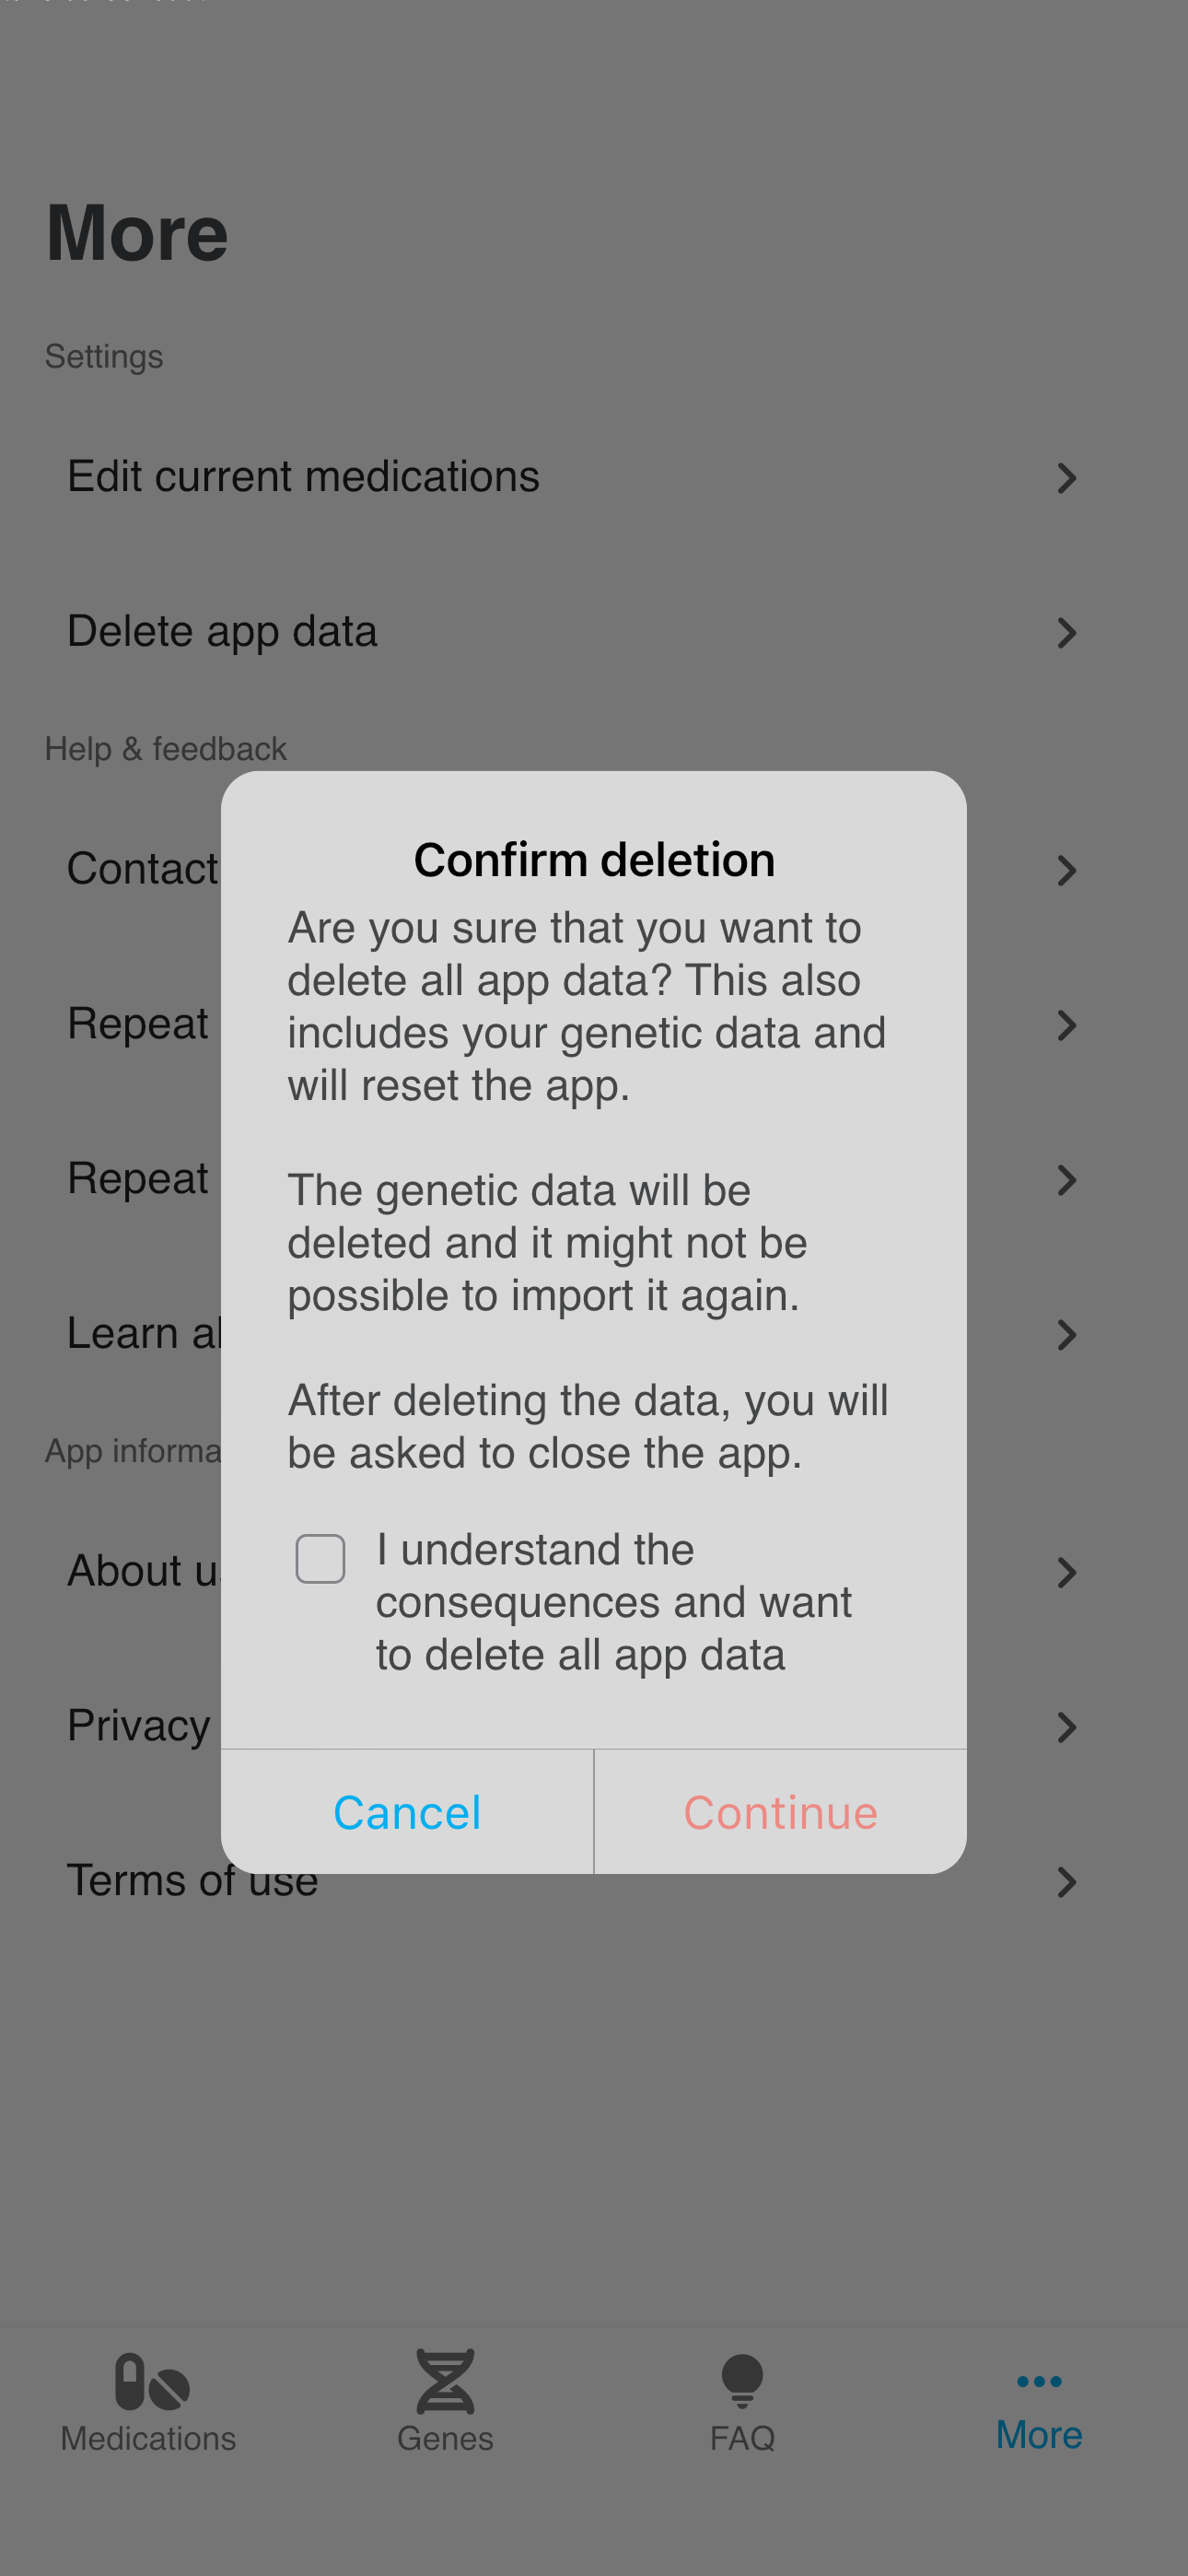 More
Settings
Edit current medications
Delete app data
Help & feedback
Contact
Repeat
Repeat
Learn
App
About
Privacy
Terms of use
Confirm deletion
Are you sure that you want to
delete all app data? This also
includes your genetic data and
will reset the app.
The genetic data will be
deleted and it might not be
possible to import it again.
After deleting the data, you will
be asked to close the app.
I understand the
consequences and want
to delete all app data
Cancel
Continue
Medications
Genes
FAQ
More